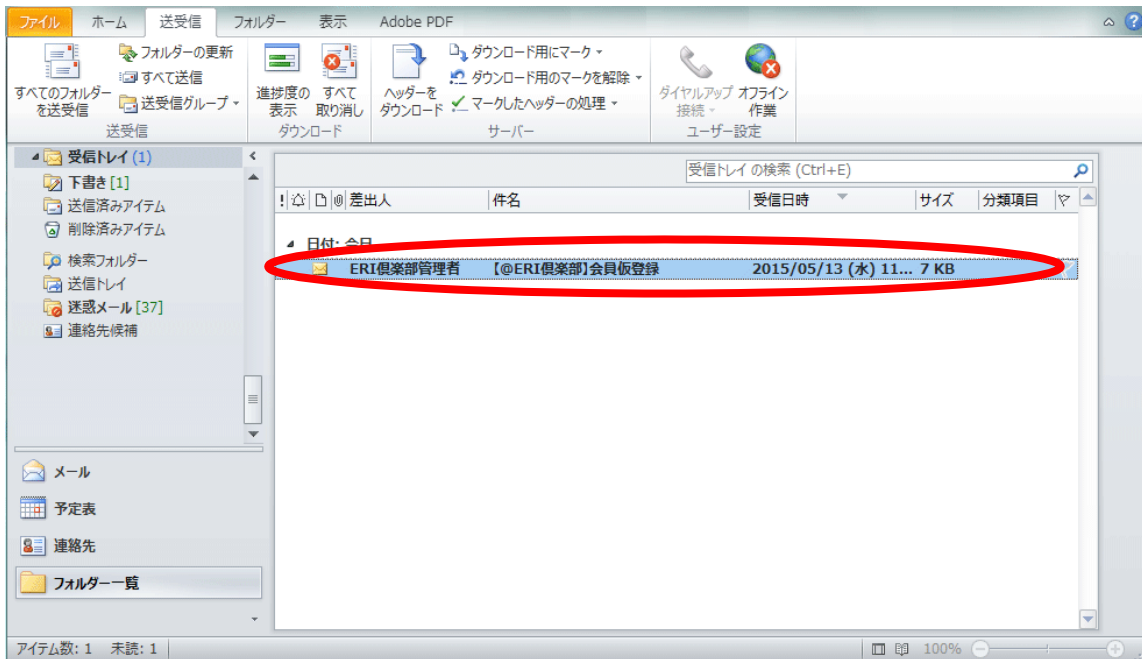 ファイル ホーム 送受信 フォルダー 表示 Adobe PDF
すべてのフォルダー
を送受信
フォルダーの更新
すべて送信
送受信グループ
送受信
進捗度の
表示
すべて
取り消し
ダウンロード
ヘッダーを
ダウンロード
ダウンロード用にマーク
ダウンロード用のマークを解除
マークしたヘッダーの処理
サーバー
ダイヤルアップ
接続
オフライン
作業
ユーザー設定
受信トレイ (1)
下書き [1]
送信済みアイテム
削除済みアイテム
検索フォルダー
送信トレイ
迷惑メール [37]
連絡先候補
メール
予定表
連絡先
フォルダー一覧
受信トレイ の検索 (Ctrl+E)
差出人 件名 受信日時 サイズ 分類項目
日付: 今日
ERI倶楽部管理者 【@ERI倶楽部】会員仮登録 2015/05/13 (水) 11... 7 KB
アイテム数: 1 未読: 1 100%